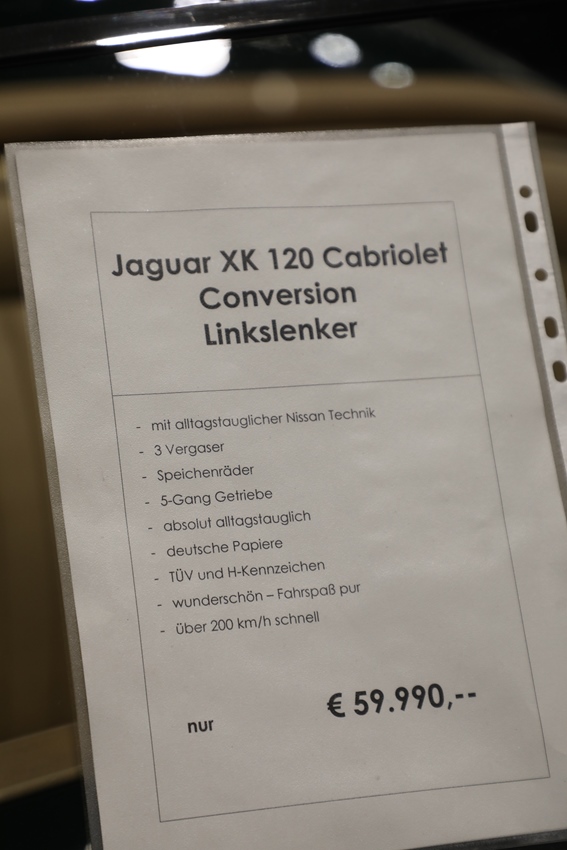 Jaguar XK 120 Cabriolet
Conversion
Linkslenker
- mit alltagstauglicher Nissan Technik
- 3 Vergaser
- Speichenräder
- 5-Gang Getriebe
- absolut alltagstauglich
- deutsche Papiere
- TÜV und H-Kennzeichen
- wunderschön – Fahrspaß pur
- über 200 km/h schnell
nur € 59.990,--